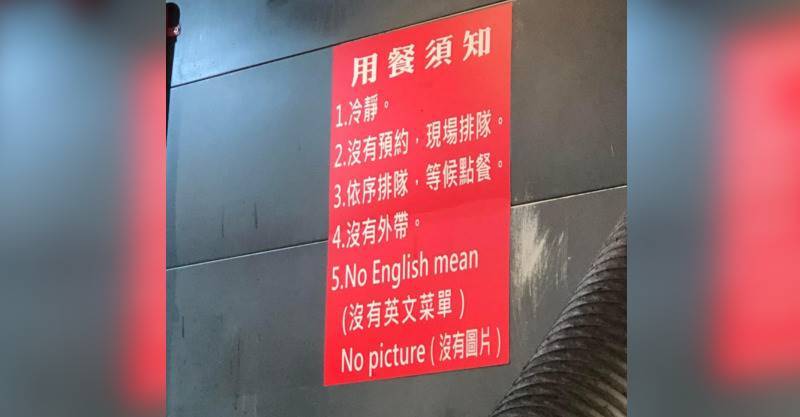 用餐須知
1.冷靜。
2.沒有預約，現場排隊。
3.依序排隊，等候點餐。
4.沒有外帶。
5.No English mean
(沒有英文菜單)
No picture(沒有圖片)